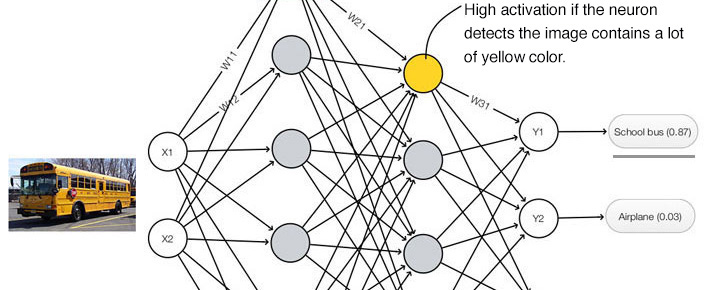 High activation if the neuron
detects the image contains a lot
of yellow color.
W21
W11
W12
W31
X1
Y1
School bus (0.87)
X2
Y2
Airplane (0.03)